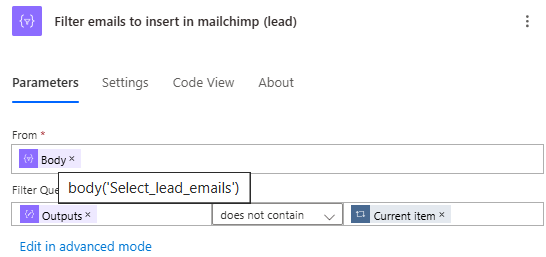 Filter emails to insert in mailchimp (lead)
Parameters Settings Code View About
From *
Body ×
body('Select_lead_emails')
Filter Que
Outputs × does not contain Current item ×
Edit in advanced mode